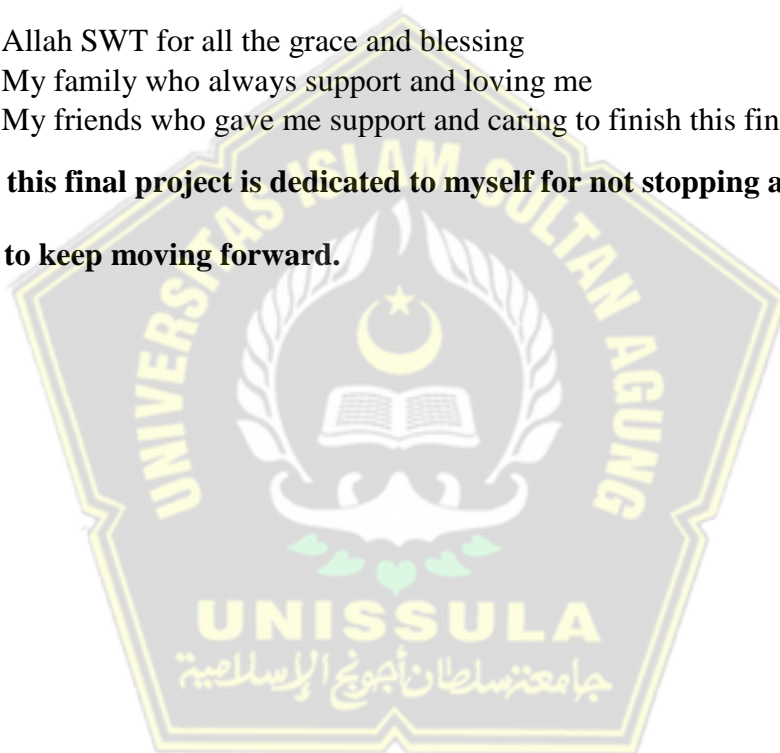 Allah SWT for all the grace and blessing
My family who always support and loving me
My friends who gave me support and caring to finish this
this final project is dedicated to myself for not stopping
to keep moving forward.
UNIVERSITAS ISLAM SULTAN AGUNG
UNISSULA
جامعة سلطان أجونج الإسلامية